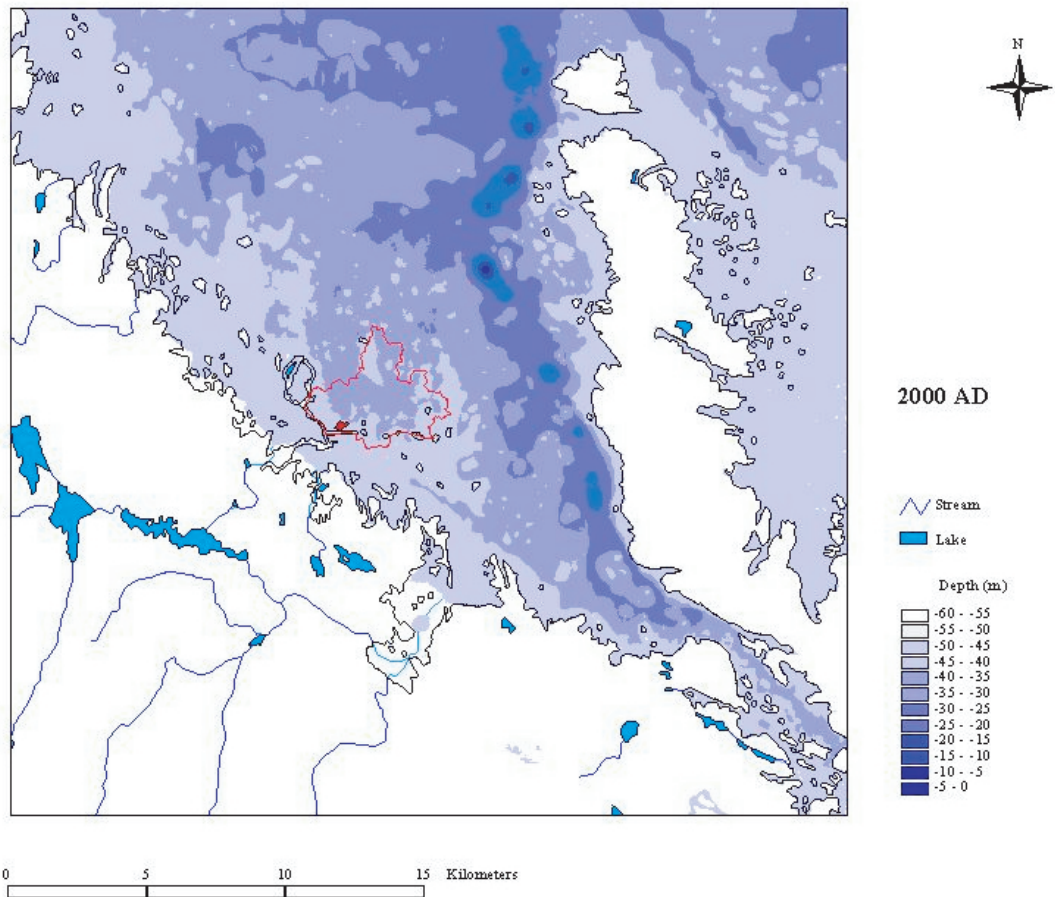 N
2000 AD
Stream
Lake
Depth (m)
-60 - -55
-55 - -50
-50 - -45
-45 - -40
-40 - -35
-35 - -30
-30 - -25
-25 - -20
-20 - -15
-15 - -10
-10 - -5
-5 - 0
0 5 10 15 Kilometers